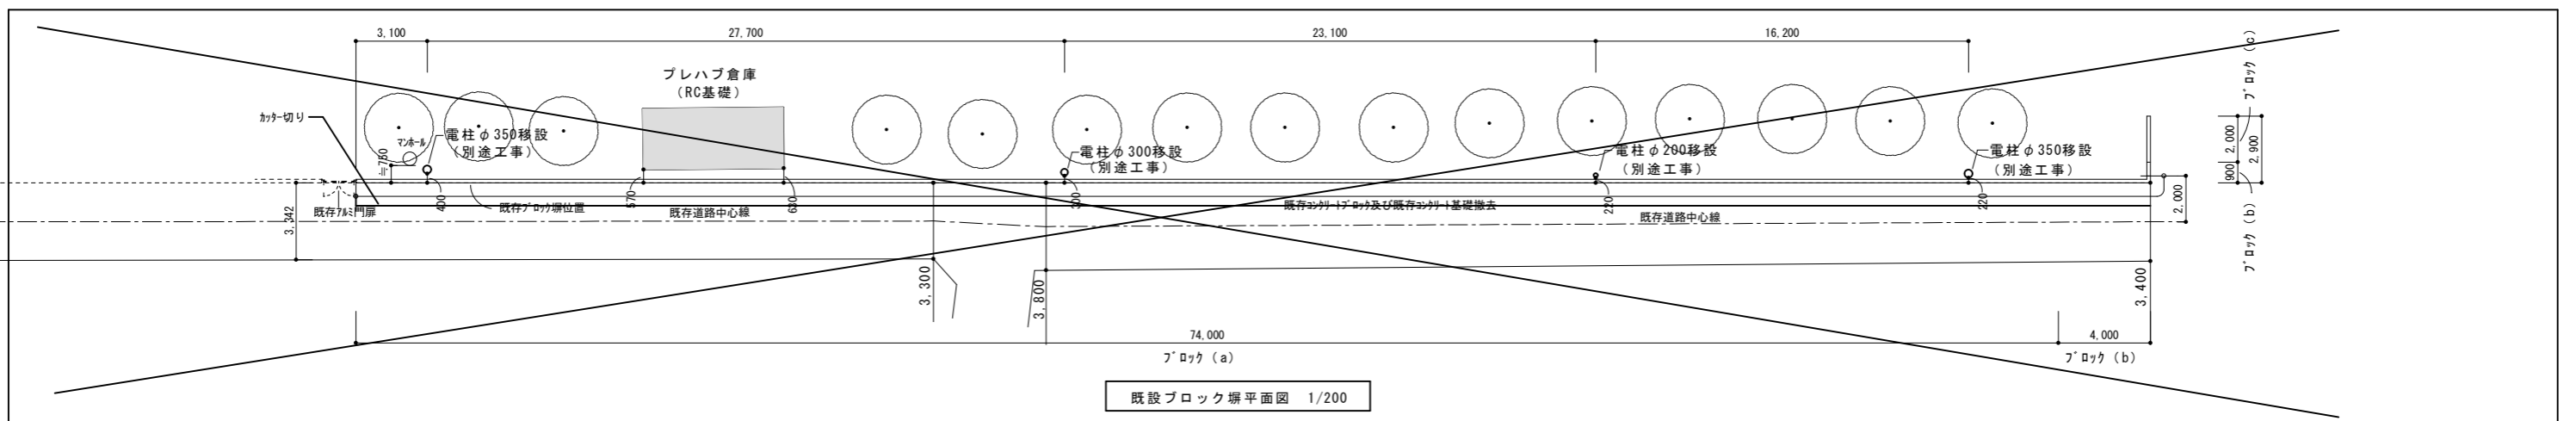 3,100
27,700
23,100
16,200
プレハブ倉庫
(RC基礎)
カッター切り
マンホール
≒750
電柱φ350移設
(別途工事)
電柱φ300移設
(別途工事)
電柱φ200移設
(別途工事)
電柱φ350移設
(別途工事)
ブロック (c)
2,000
2,900
900
ブロック (b)
2,000
既存アルミ門扉
400
既存ブロック塀位置
570
既存道路中心線
630
300
既存コンクリートブロック及び既存コンクリート基礎撤去
220
既存道路中心線
220
3,342
3,300
3,800
3,400
74,000
4,000
ブロック (a)
ブロック (b)
既設ブロック塀平面図 1/200